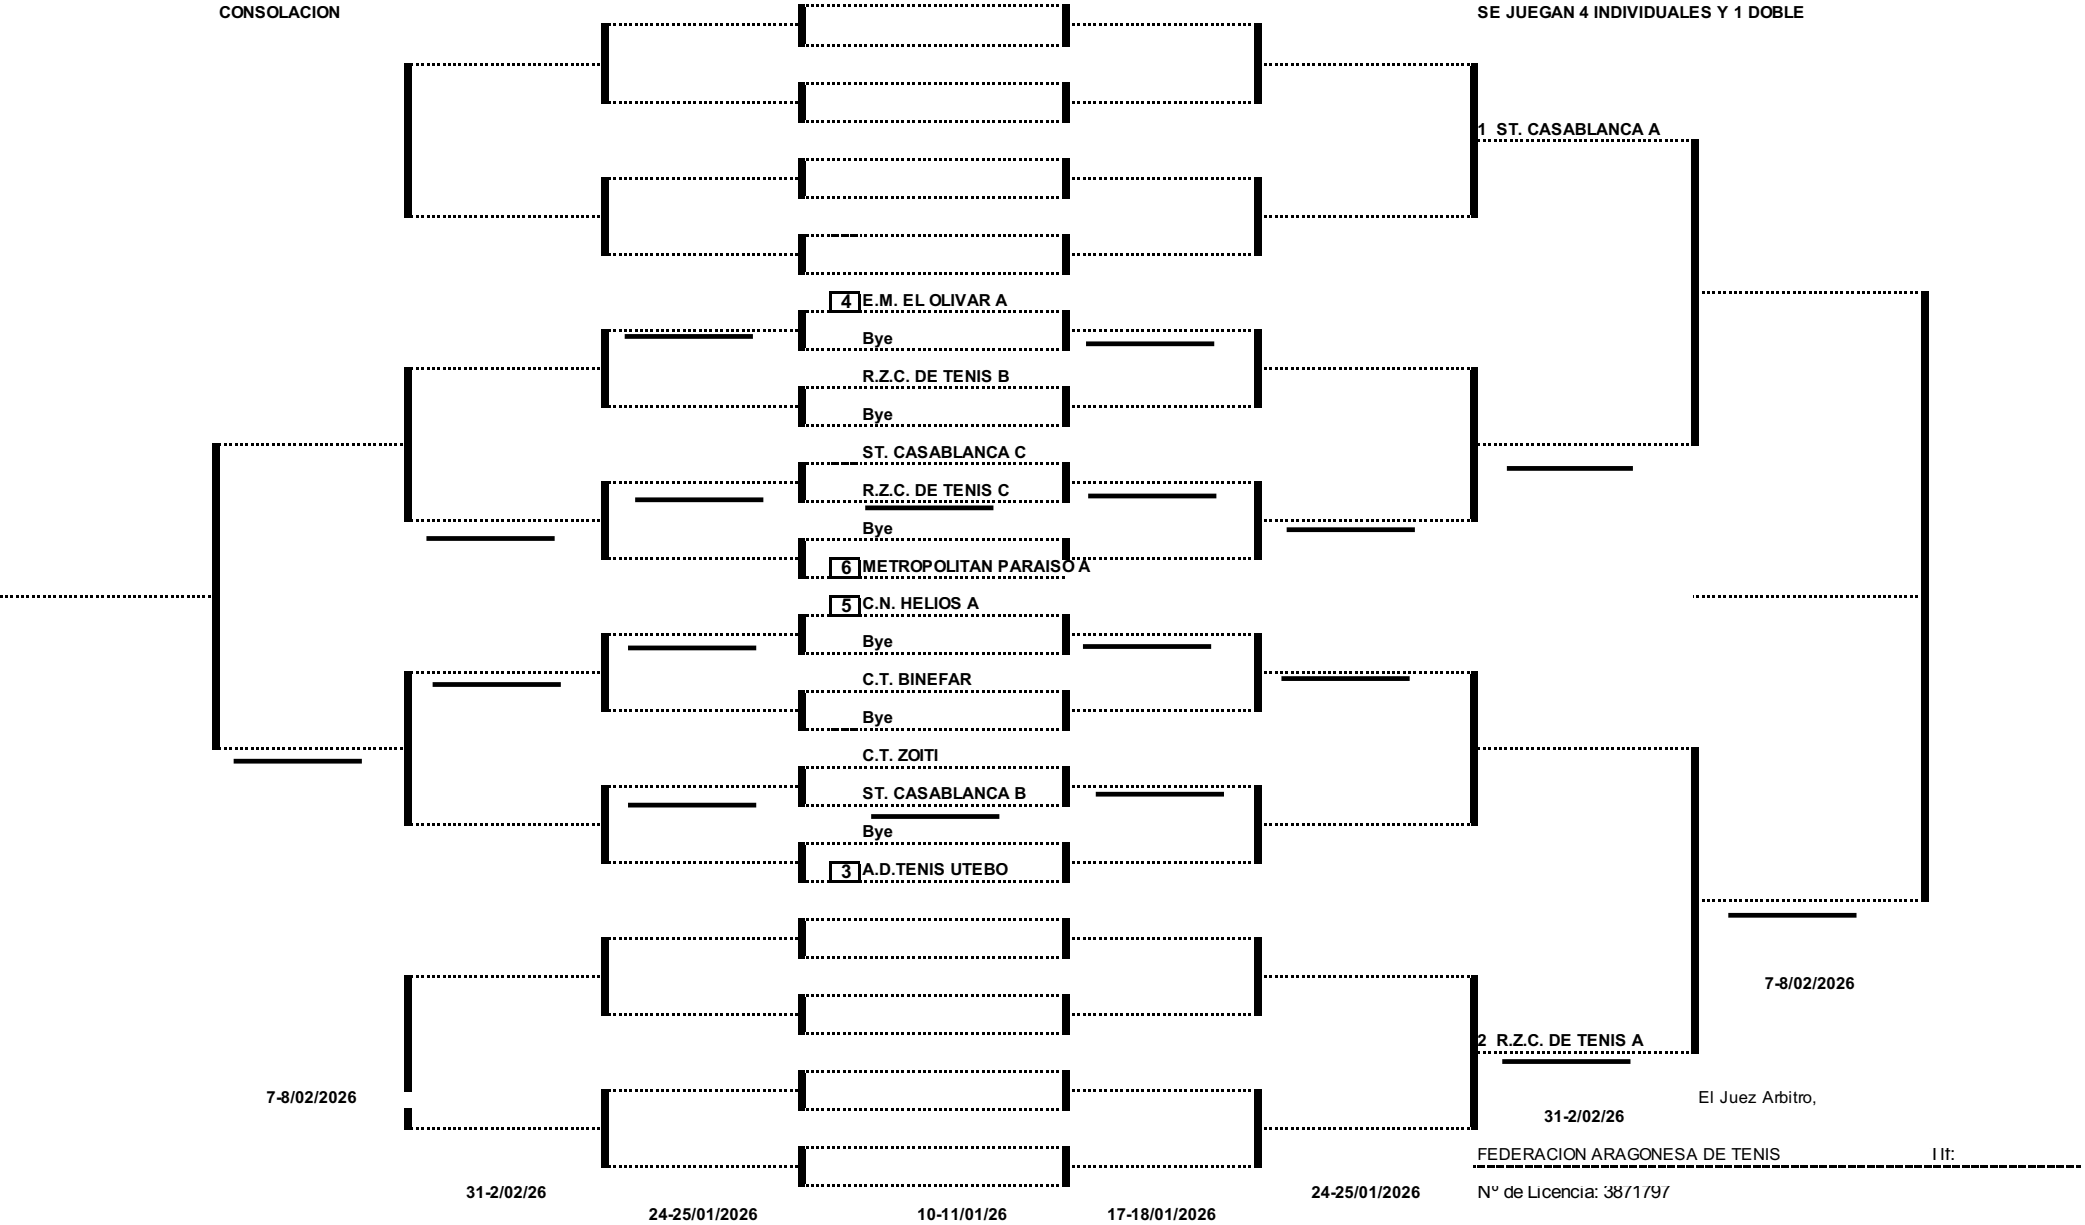 CONSOLACION
SE JUEGAN 4 INDIVIDUALES Y 1 DOBLE
1 ST. CASABLANCA A
4 E.M. EL OLIVAR A
Bye
R.Z.C. DE TENIS B
Bye
ST. CASABLANCA C
R.Z.C. DE TENIS C
Bye
6 METROPOLITAN PARAISO A
5 C.N. HELIOS A
Bye
C.T. BINEFAR
Bye
C.T. ZOITI
ST. CASABLANCA B
Bye
3 A.D.TENIS UTEBO
7-8/02/2026
2 R.Z.C. DE TENIS A
7-8/02/2026
El Juez Arbitro,
31-2/02/26
FEDERACION ARAGONESA DE TENIS
31-2/02/26
24-25/01/2026
Nº de Licencia: 3871797
24-25/01/2026
10-11/01/26
17-18/01/2026